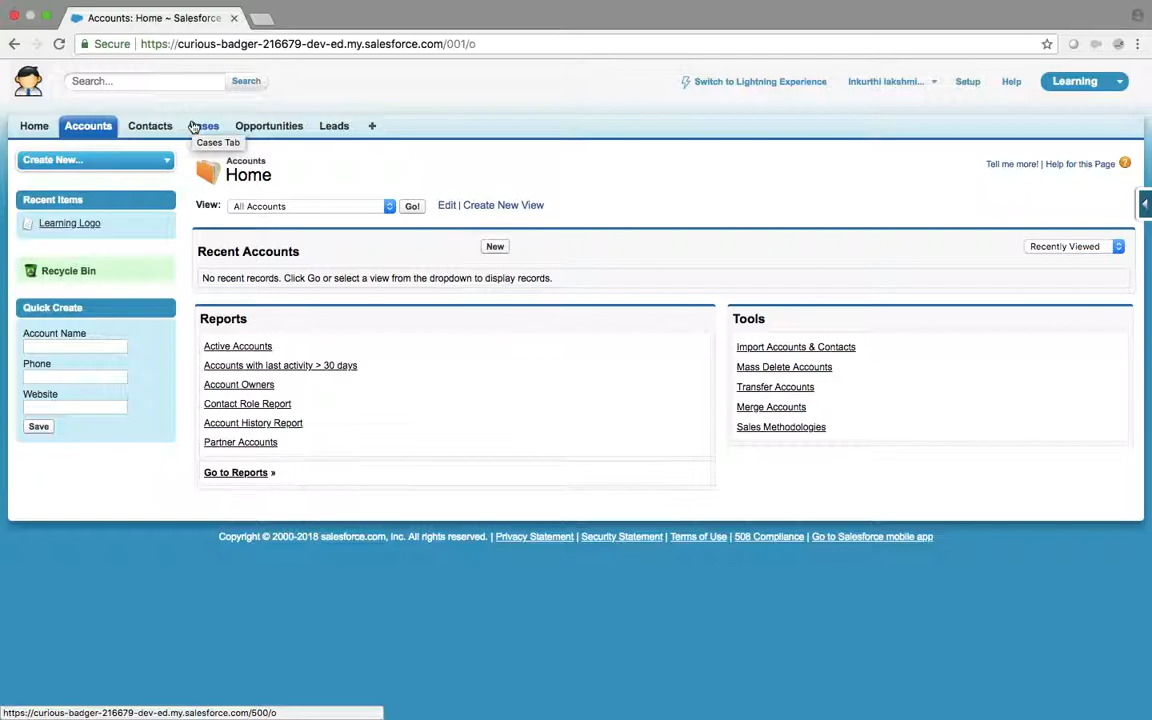 Accounts: Home ~ Salesforce
Secure | https://curious-badger-216679-dev-ed.my.salesforce.com/001/o
Search...
Search
Switch to Lightning Experience
Inkurthi lakshmi...
Setup
Help
Learning
Home
Accounts
Contacts
Opportunities
Leads
+
Cases Tab
Create New...
Accounts
Home
Tell me more! | Help for this Page
?
View:
All Accounts
Go!
Edit | Create New View
Recent Items
Learning Logo
Recent Accounts
New
Recently Viewed
No recent records. Click Go or select a view from the dropdown to display records.
Recycle Bin
Quick Create
Account Name
Phone
Website
Save
Reports
Active Accounts
Accounts with last activity > 30 days
Account Owners
Contact Role Report
Account History Report
Partner Accounts
Go to Reports »
Tools
Import Accounts & Contacts
Mass Delete Accounts
Transfer Accounts
Merge Accounts
Sales Methodologies
Copyright © 2000-2018 salesforce.com, inc. All rights reserved. | Privacy Statement | Security Statement | Terms of Use | 508 Compliance | Go to Salesforce mobile app
https://curious-badger-216679-dev-ed.my.salesforce.com/500/o